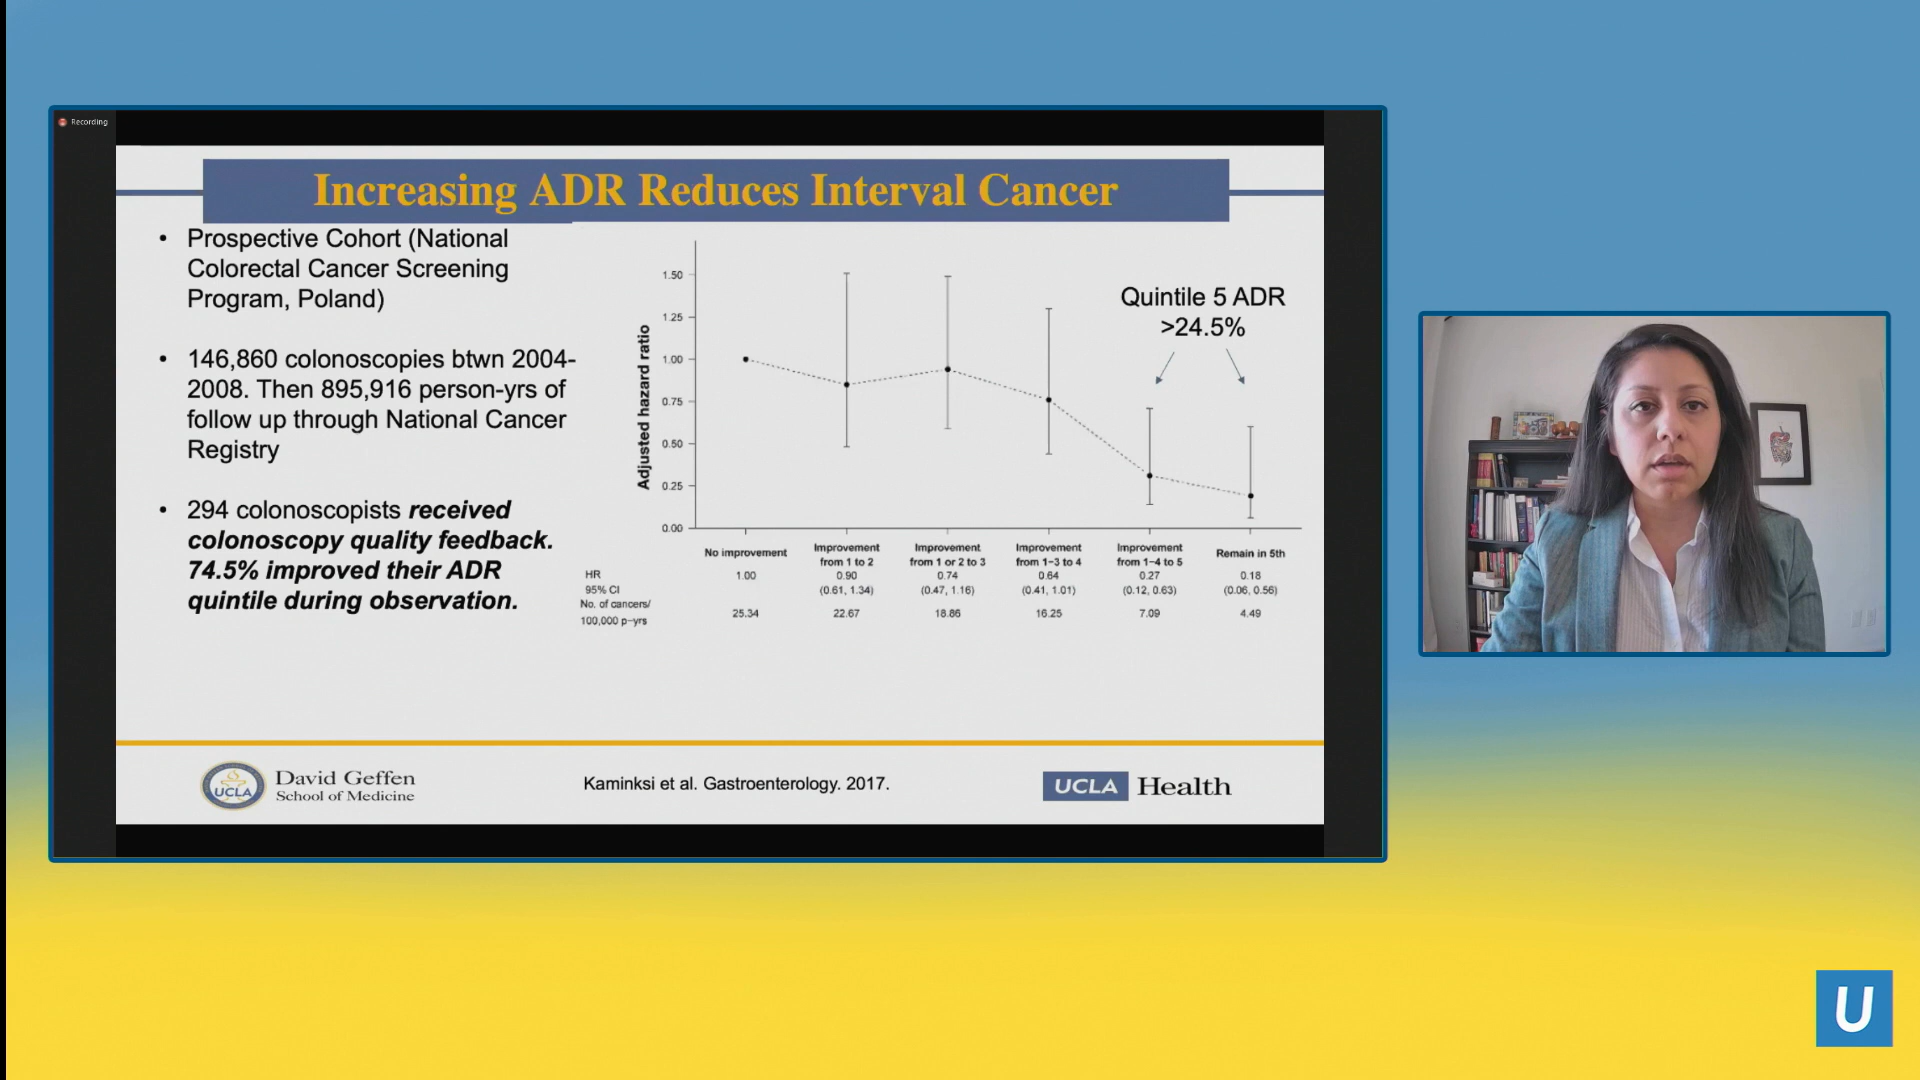 Recording
Increasing ADR Reduces Interval Cancer
• Prospective Cohort (National
Colorectal Cancer Screening
Program, Poland)
• 146,860 colonoscopies btwn 2004-
2008. Then 895,916 person-yrs of
follow up through National Cancer
Registry
• 294 colonoscopists received
colonoscopy quality feedback.
74.5% improved their ADR
quintile during observation.
Quintile 5 ADR
>24.5%
Adjusted hazard ratio
1.50
1.25
1.00
0.75
0.50
0.25
0.00
No improvement
Improvement
from 1 to 2
Improvement
from 1 or 2 to 3
Improvement
from 1-3 to 4
Improvement
from 1-4 to 5
Remain in 5th
HR 1.00 0.90 0.74 0.64 0.27 0.18
95% CI (0.61, 1.34) (0.47, 1.16) (0.41, 1.01) (0.12, 0.63) (0.06, 0.56)
No. of cancers/
100,000 p-yrs
25.34 22.67 18.86 16.25 7.09 4.49
UCLA
David Geffen
School of Medicine
Kaminksi et al. Gastroenterology. 2017.
UCLA Health
U